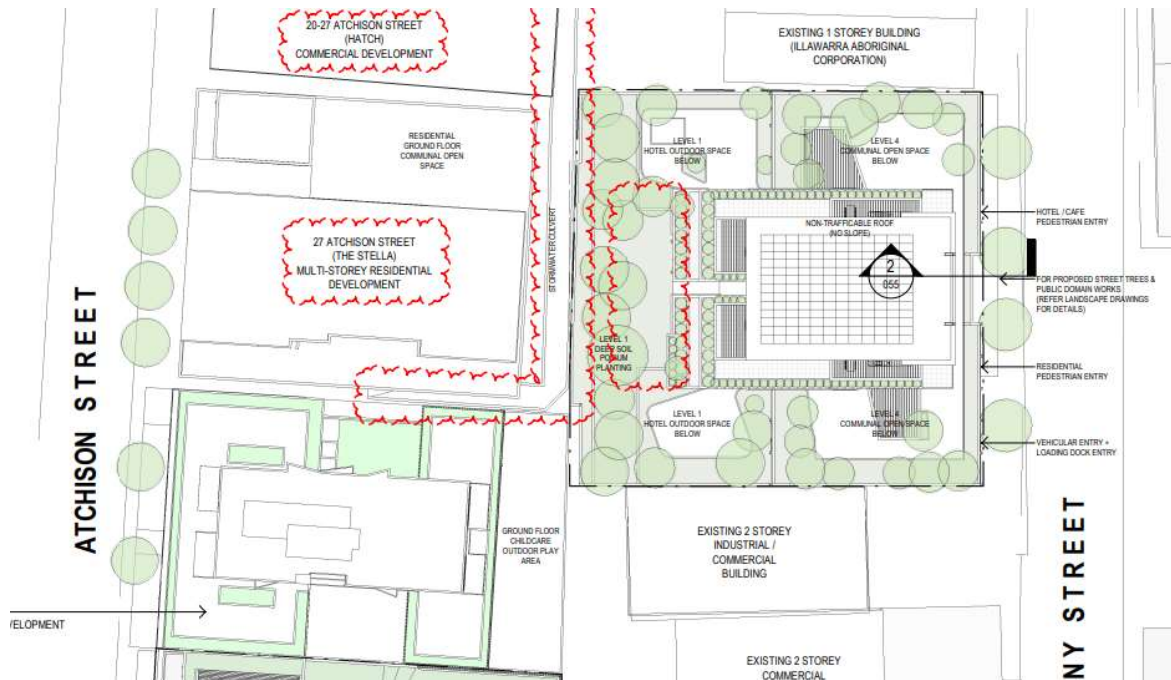 20-27 ATCHISON STREET
(HATCH)
COMMERCIAL DEVELOPMENT
EXISTING 1 STOREY BUILDING
(ILLAWARRA ABORIGINAL
CORPORATION)
RESIDENTIAL
GROUND FLOOR
COMMUNAL OPEN
SPACE
LEVEL 1
HOTEL OUTDOOR SPACE
BELOW
LEVEL 4
COMMUNAL OPEN SPACE
BELOW
HOTEL / CAFE
PEDESTRIAN ENTRY
NON-TRAFFICABLE ROOF
(NO SLOPE)
27 ATCHISON STREET
(THE STELLA)
MULTI-STOREY RESIDENTIAL
DEVELOPMENT
STORMWATER CULVERT
2
055
FOR PROPOSED STREET TREES &
PUBLIC DOMAIN WORKS
(REFER LANDSCAPE DRAWINGS
FOR DETAILS)
LEVEL 1
DEEP SOIL
PODIUM
PLANTING
RESIDENTIAL
PEDESTRIAN ENTRY
LEVEL 1
HOTEL OUTDOOR SPACE
BELOW
LEVEL 4
COMMUNAL OPEN SPACE
BELOW
VEHICULAR ENTRY +
LOADING DOCK ENTRY
ATCHISON STREET
GROUND FLOOR
CHILDCARE
OUTDOOR PLAY
AREA
EXISTING 2 STOREY
INDUSTRIAL /
COMMERCIAL
BUILDING
NY STREET
VELOPMENT
EXISTING 2 STOREY
COMMERCIAL